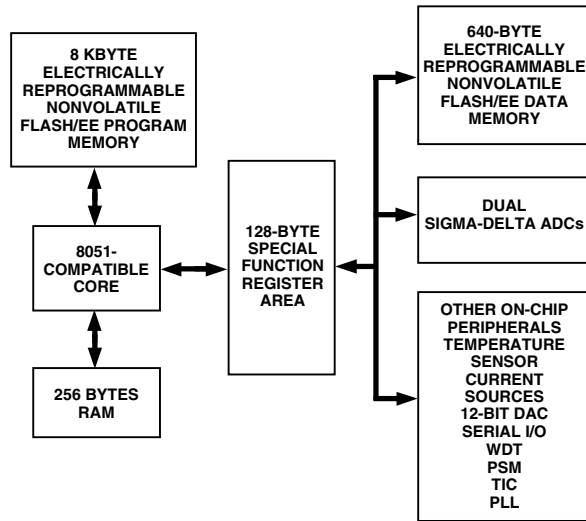 8 KBYTE
ELECTRICALLY
REPROGRAMMABLE
NONVOLATILE
FLASH/EE PROGRAM
MEMORY
8051-
COMPATIBLE
CORE
256 BYTES
RAM
128-BYTE
SPECIAL
FUNCTION
REGISTER
AREA
640-BYTE
ELECTRICALLY
REPROGRAMMABLE
NONVOLATILE
FLASH/EE DATA
MEMORY
DUAL
SIGMA-DELTA ADCs
OTHER ON-CHIP
PERIPHERALS
TEMPERATURE
SENSOR
CURRENT
SOURCES
12-BIT DAC
SERIAL I/O
WDT
PSM
TIC
PLL